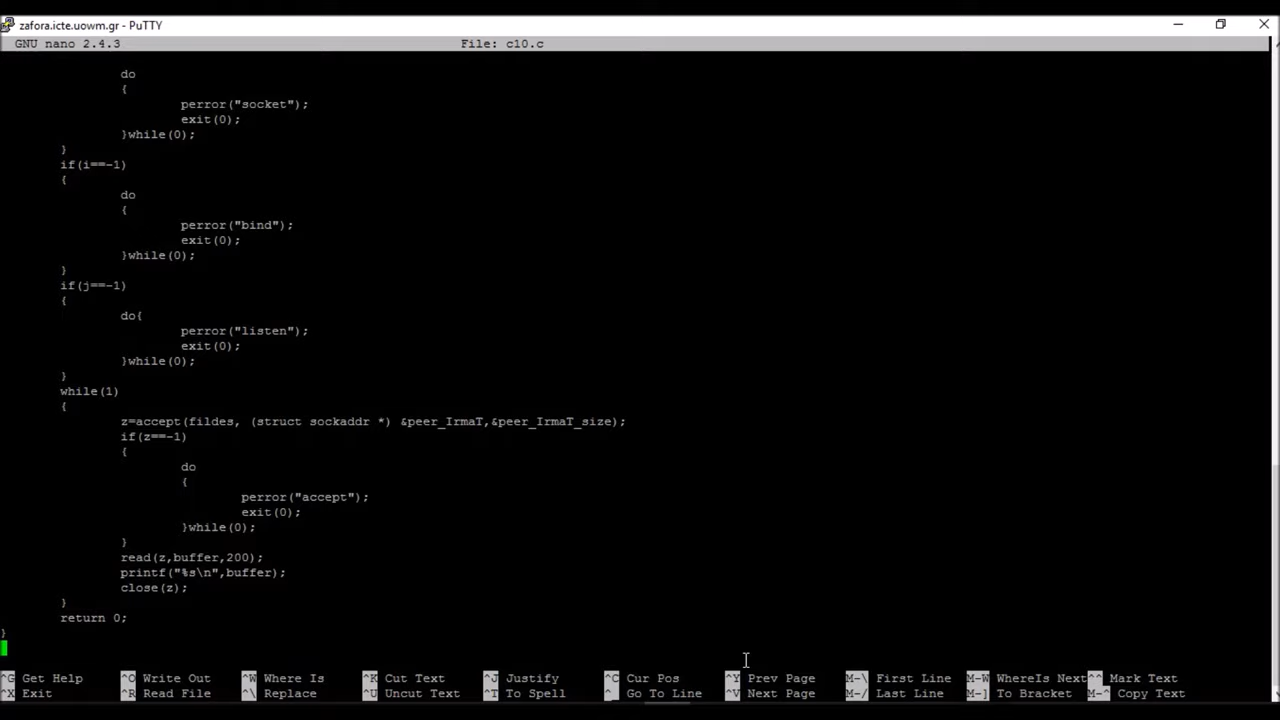 zafora.icte.uowm.gr - PuTTY
GNU nano 2.4.3 File: c10.c
do
{
perror("socket");
exit(0);
}while(0);
}
if(i==-1)
{
do
{
perror("bind");
exit(0);
}while(0);
}
if(j==-1)
{
do{
perror("listen");
exit(0);
}while(0);
}
while(1)
{
z=accept(fildes, (struct sockaddr *) &peer_IrmaT,&peer_IrmaT_size);
if(z==-1)
{
do
{
perror("accept");
exit(0);
}while(0);
}
read(z,buffer,200);
printf("%s\n",buffer);
close(z);
}
return 0;
}
^G Get Help ^O Write Out ^W Where Is ^K Cut Text ^J Justify ^C Cur Pos ^Y Prev Page M-\ First Line M-W WhereIs Next ^^ Mark Text
^X Exit ^R Read File ^\ Replace ^U Uncut Text ^T To Spell ^_ Go To Line ^V Next Page M-/ Last Line M-] To Bracket M-^ Copy Text